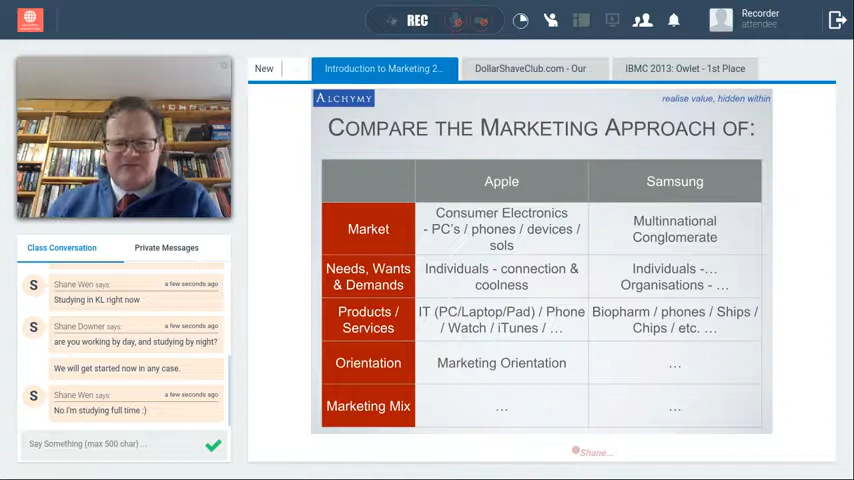 REC
Recorder
attendee
New
Introduction to Marketing 2...
DollarShaveClub.com - Our ...
IBMC 2013: Owlet - 1st Place
ALCHYMY
realise value, hidden within
COMPARE THE MARKETING APPROACH OF:
Apple
Samsung
Market
Consumer Electronics
- PC's / phones / devices /
sols
Multinnational
Conglomerate
Needs, Wants
& Demands
Individuals - connection &
coolness
Individuals -...
Organisations - ...
Products /
Services
IT (PC/Laptop/Pad) / Phone
/ Watch / iTunes / ...
Biopharm / phones / Ships /
Chips / etc. ...
Orientation
Marketing Orientation
...
Marketing Mix
...
...
Shane...
Class Conversation
Private Messages
S
Shane Wen says:
a few seconds ago
Studying in KL right now
S
Shane Downer says:
a few seconds ago
are you working by day, and studying by night?
We will get started now in any case.
S
Shane Wen says:
a few seconds ago
No I'm studying full time :)
Say Something (max 500 char) ...